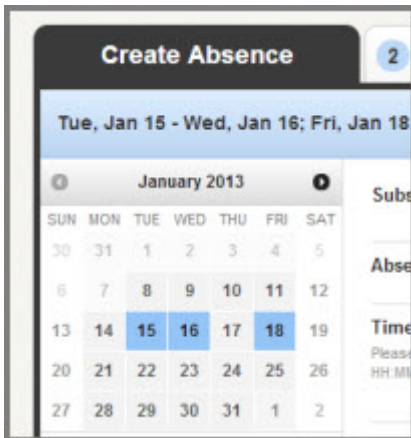 Create Absence
2
Tue, Jan 15 - Wed, Jan 16; Fri, Jan 18
January 2013
SUN MON TUE WED THU FRI SAT
30 31 1 2 3 4 5
6 7 8 9 10 11 12
13 14 15 16 17 18 19
20 21 22 23 24 25 26
27 28 29 30 31 1 2
Subs
Abse
Time
Please
HH:MM